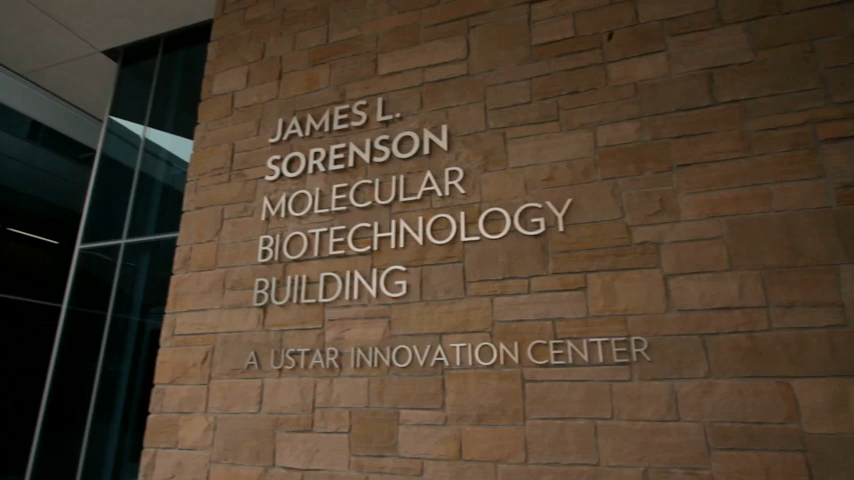 JAMES L.
SORENSON
MOLECULAR
BIOTECHNOLOGY
BUILDING
A USTAR INNOVATION CENTER